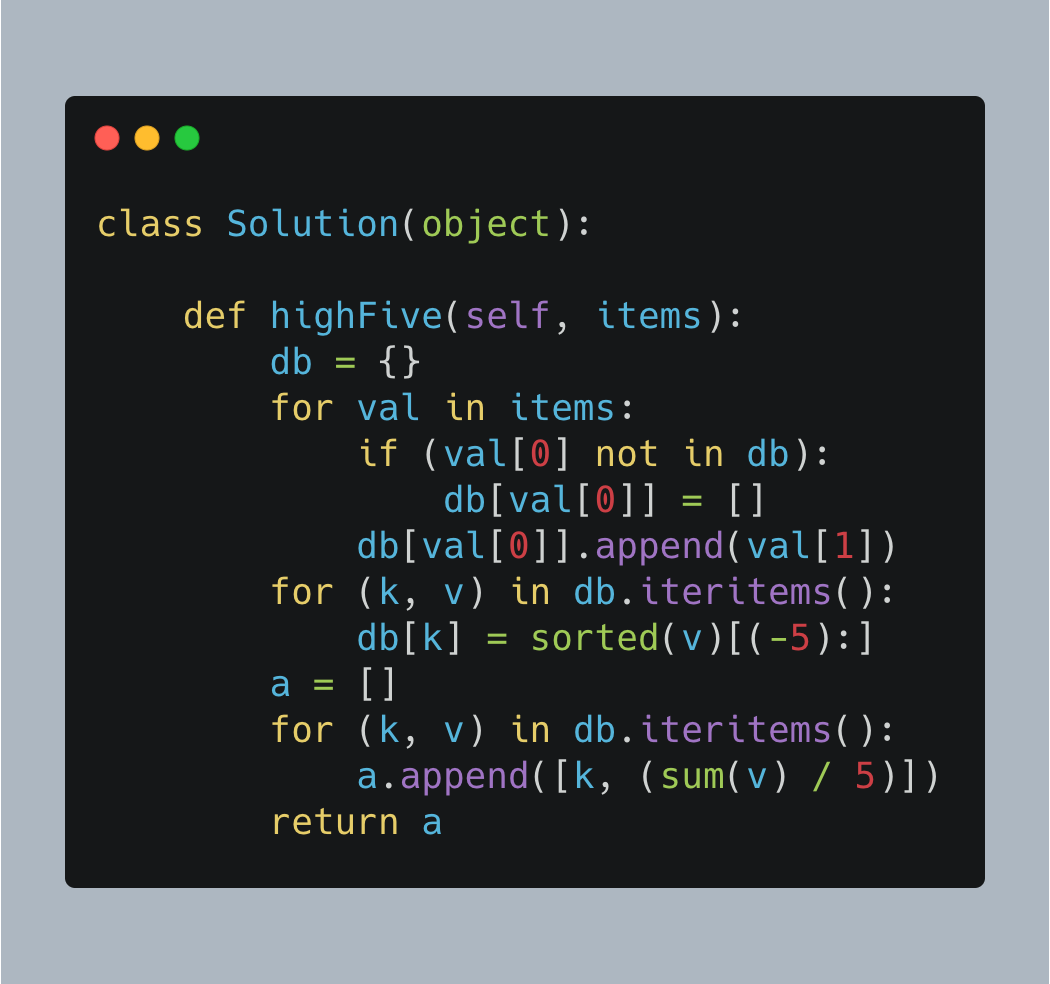 class Solution(object):

    def highFive(self, items):
        db = {}
        for val in items:
            if (val[0] not in db):
                db[val[0]] = []
            db[val[0]].append(val[1])
        for (k, v) in db.iteritems():
            db[k] = sorted(v)[(-5):]
        a = []
        for (k, v) in db.iteritems():
            a.append([k, (sum(v) / 5)])
        return a